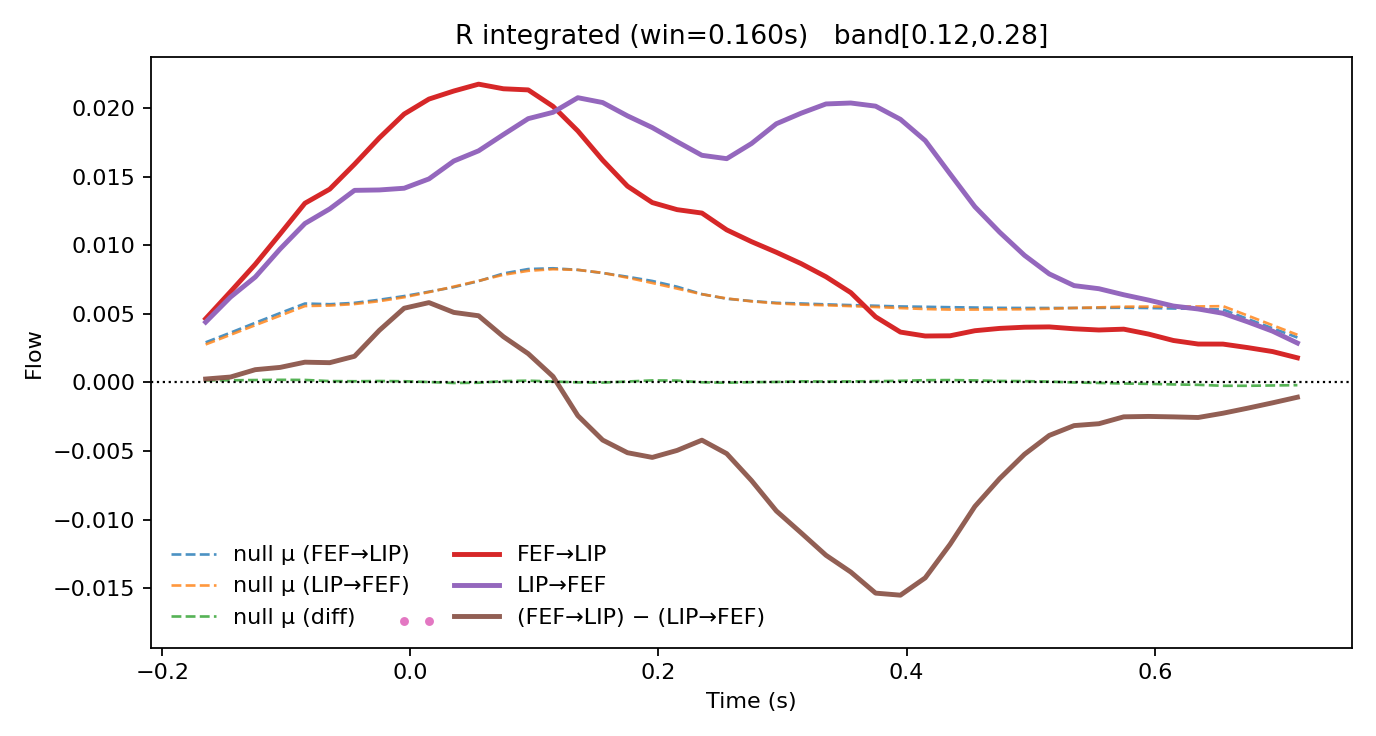 R integrated (win=0.160s)   band[0.12,0.28]
0.020
0.015
0.010
0.005
0.000
−0.005
−0.010
−0.015
Flow
null μ (FEF→LIP)
null μ (LIP→FEF)
null μ (diff)
FEF→LIP
LIP→FEF
(FEF→LIP) − (LIP→FEF)
−0.2 0.0 0.2 0.4 0.6
Time (s)